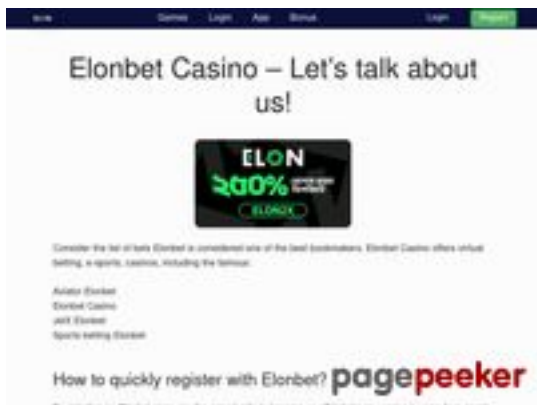 Games Login App Bonus Login Register
Elonbet Casino – Let's talk about
us!
ELON
200%
ELON2X
Consider the list of bets Elonbet is considered one of the best bookmakers. Elonbet Casino offers virtual
betting, e-sports, casinos, including the famous:
Aviator Elonbet
Elonbet Casino
JetX Elonbet
Sports betting Elonbet
How to quickly register with Elonbet?
pagepeeker